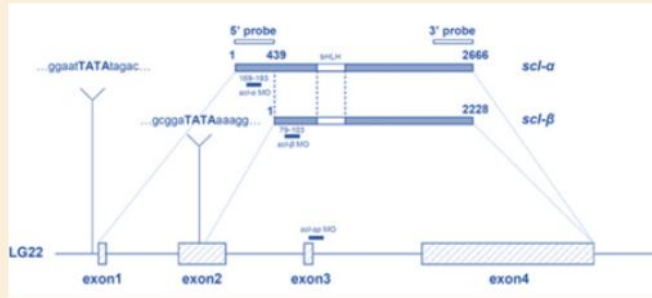 5' probe 3' probe
1 439 bHLH 2666
...ggaatTATAtagac... scl-α
169-193
scl-α MO
1 2228
...gcggaTATAaaagg... scl-β
79-103
scl-β MO
scl-sp MO
LG22
exon1 exon2 exon3 exon4